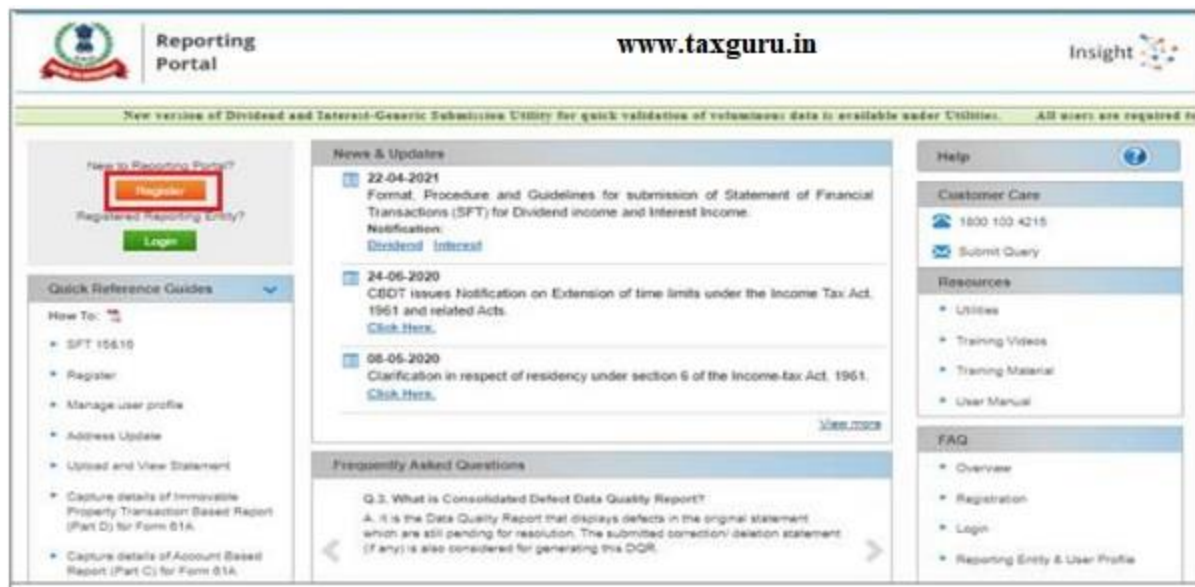 Reporting
Portal
www.taxguru.in
Insight
New version of Dividend and Interest-Generic Submission Utility for quick validation of voluminous data is available under Utilities. All users are required to
New to Reporting Portal?
Register
Registered Reporting Entity?
Login
Quick Reference Guides
How To:
SFT 15&16
Register
Manage user profile
Address Update
Upload and View Statement
Capture details of Immovable
Property Transaction Based Report
(Part D) for Form 61A
Capture details of Account Based
Report (Part C) for Form 61A
News & Updates
22-04-2021
Format, Procedure and Guidelines for submission of Statement of Financial
Transactions (SFT) for Dividend income and Interest Income.
Notification:
Dividend Interest
24-06-2020
CBDT issues Notification on Extension of time limits under the Income Tax Act,
1961 and related Acts.
Click Here.
08-05-2020
Clarification in respect of residency under section 6 of the Income-tax Act, 1961.
Click Here.
View more
Frequently Asked Questions
Q.3. What is Consolidated Defect Data Quality Report?
A. It is the Data Quality Report that displays defects in the original statement
which are still pending for resolution. The submitted correction/ deletion statement
(if any) is also considered for generating this DQR.
Help
Customer Care
1800 103 4215
Submit Query
Resources
Utilities
Training Videos
Training Material
User Manual
FAQ
Overview
Registration
Login
Reporting Entity & User Profile